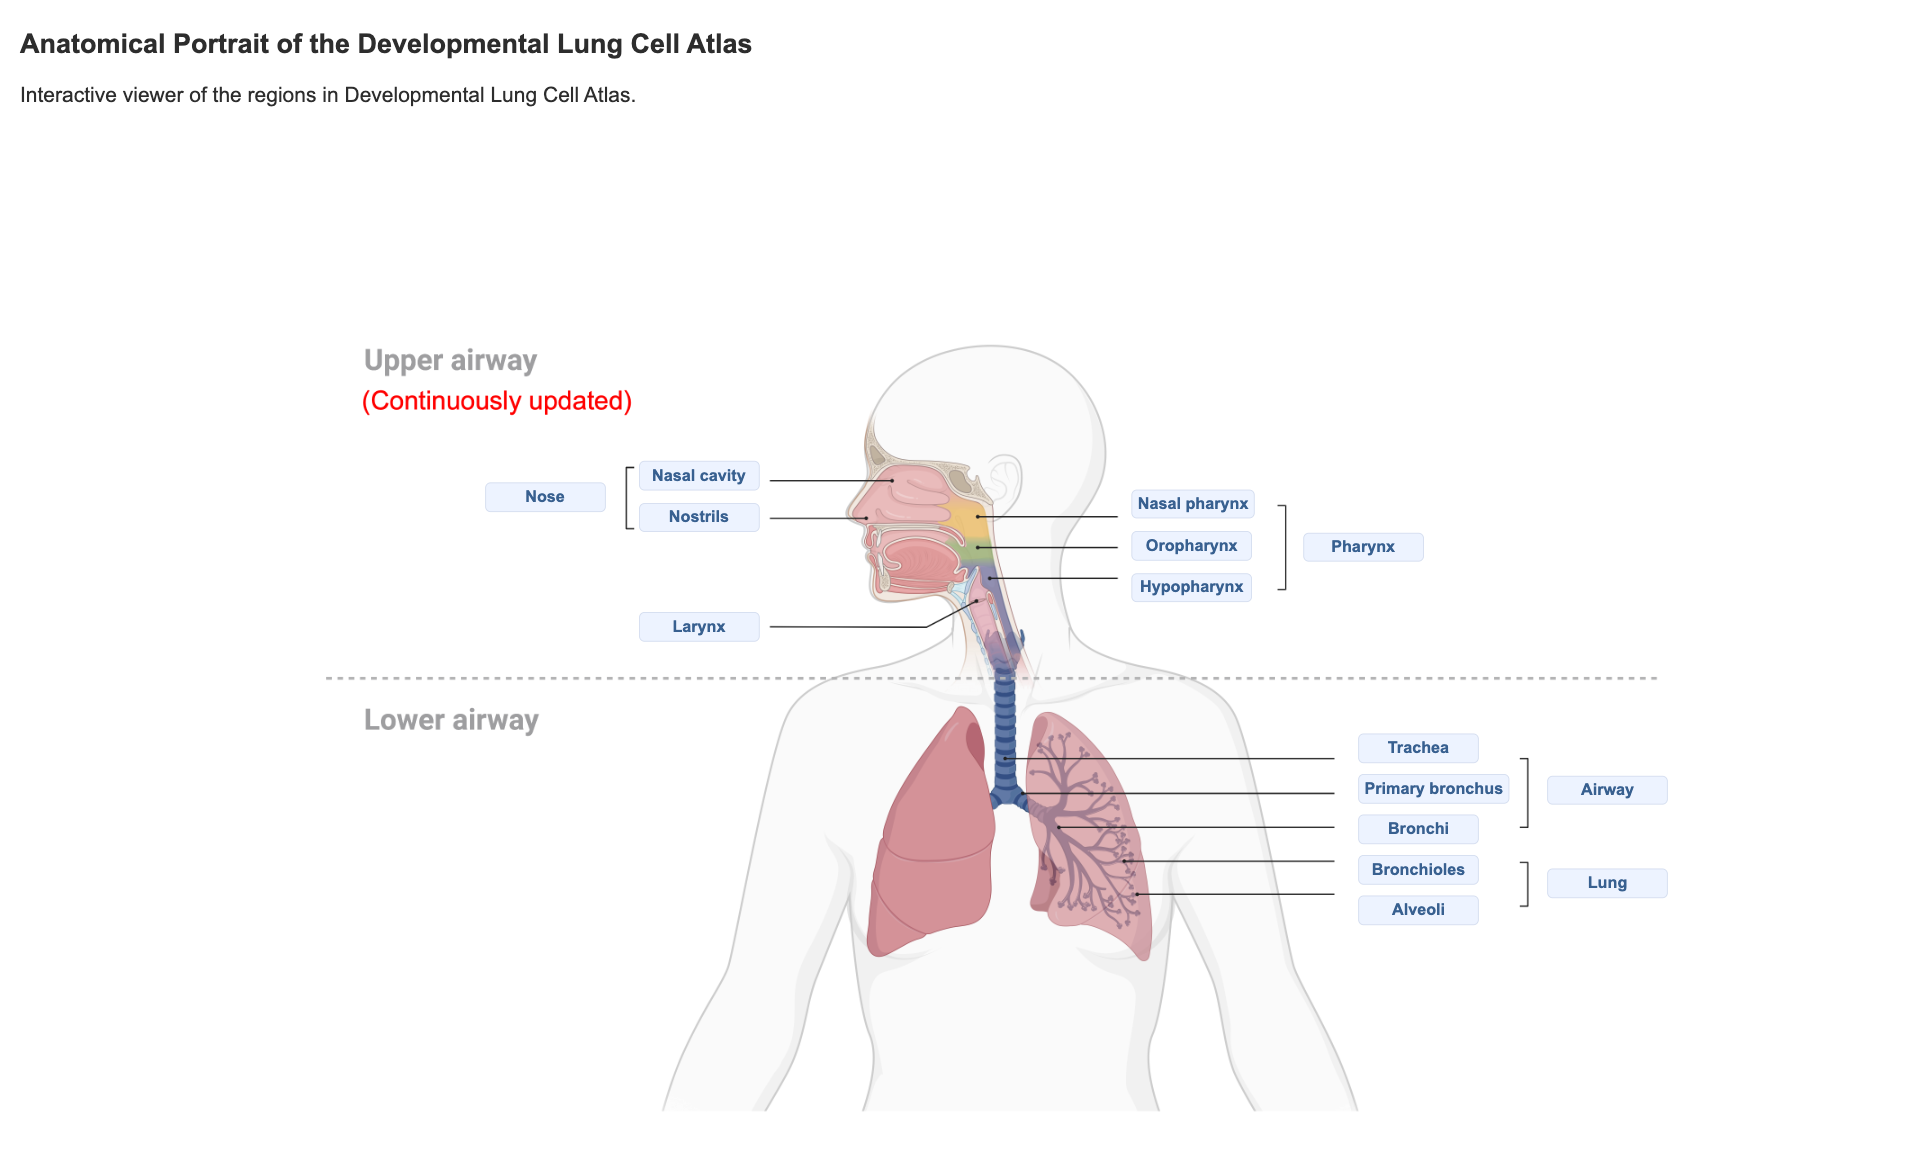 Anatomical Portrait of the Developmental Lung Cell Atlas
Interactive viewer of the regions in Developmental Lung Cell Atlas.
Upper airway
(Continuously updated)
Nose
Nasal cavity
Nostrils
Larynx
Nasal pharynx
Oropharynx
Hypopharynx
Pharynx
Lower airway
Trachea
Primary bronchus
Bronchi
Airway
Bronchioles
Alveoli
Lung